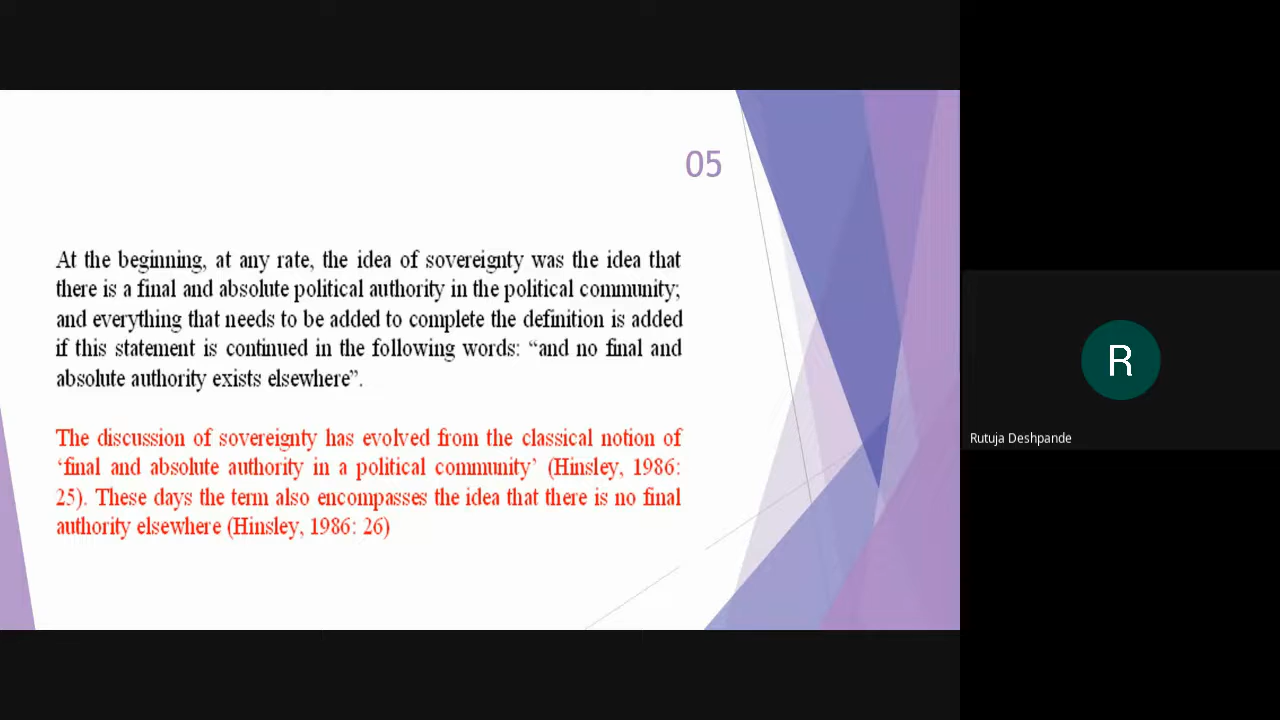 05
At the beginning, at any rate, the idea of sovereignty was the idea that
there is a final and absolute political authority in the political community;
and everything that needs to be added to complete the definition is added
if this statement is continued in the following words: “and no final and
absolute authority exists elsewhere”.
The discussion of sovereignty has evolved from the classical notion of
‘final and absolute authority in a political community’ (Hinsley, 1986:
25). These days the term also encompasses the idea that there is no final
authority elsewhere (Hinsley, 1986: 26)
R
Rutuja Deshpande